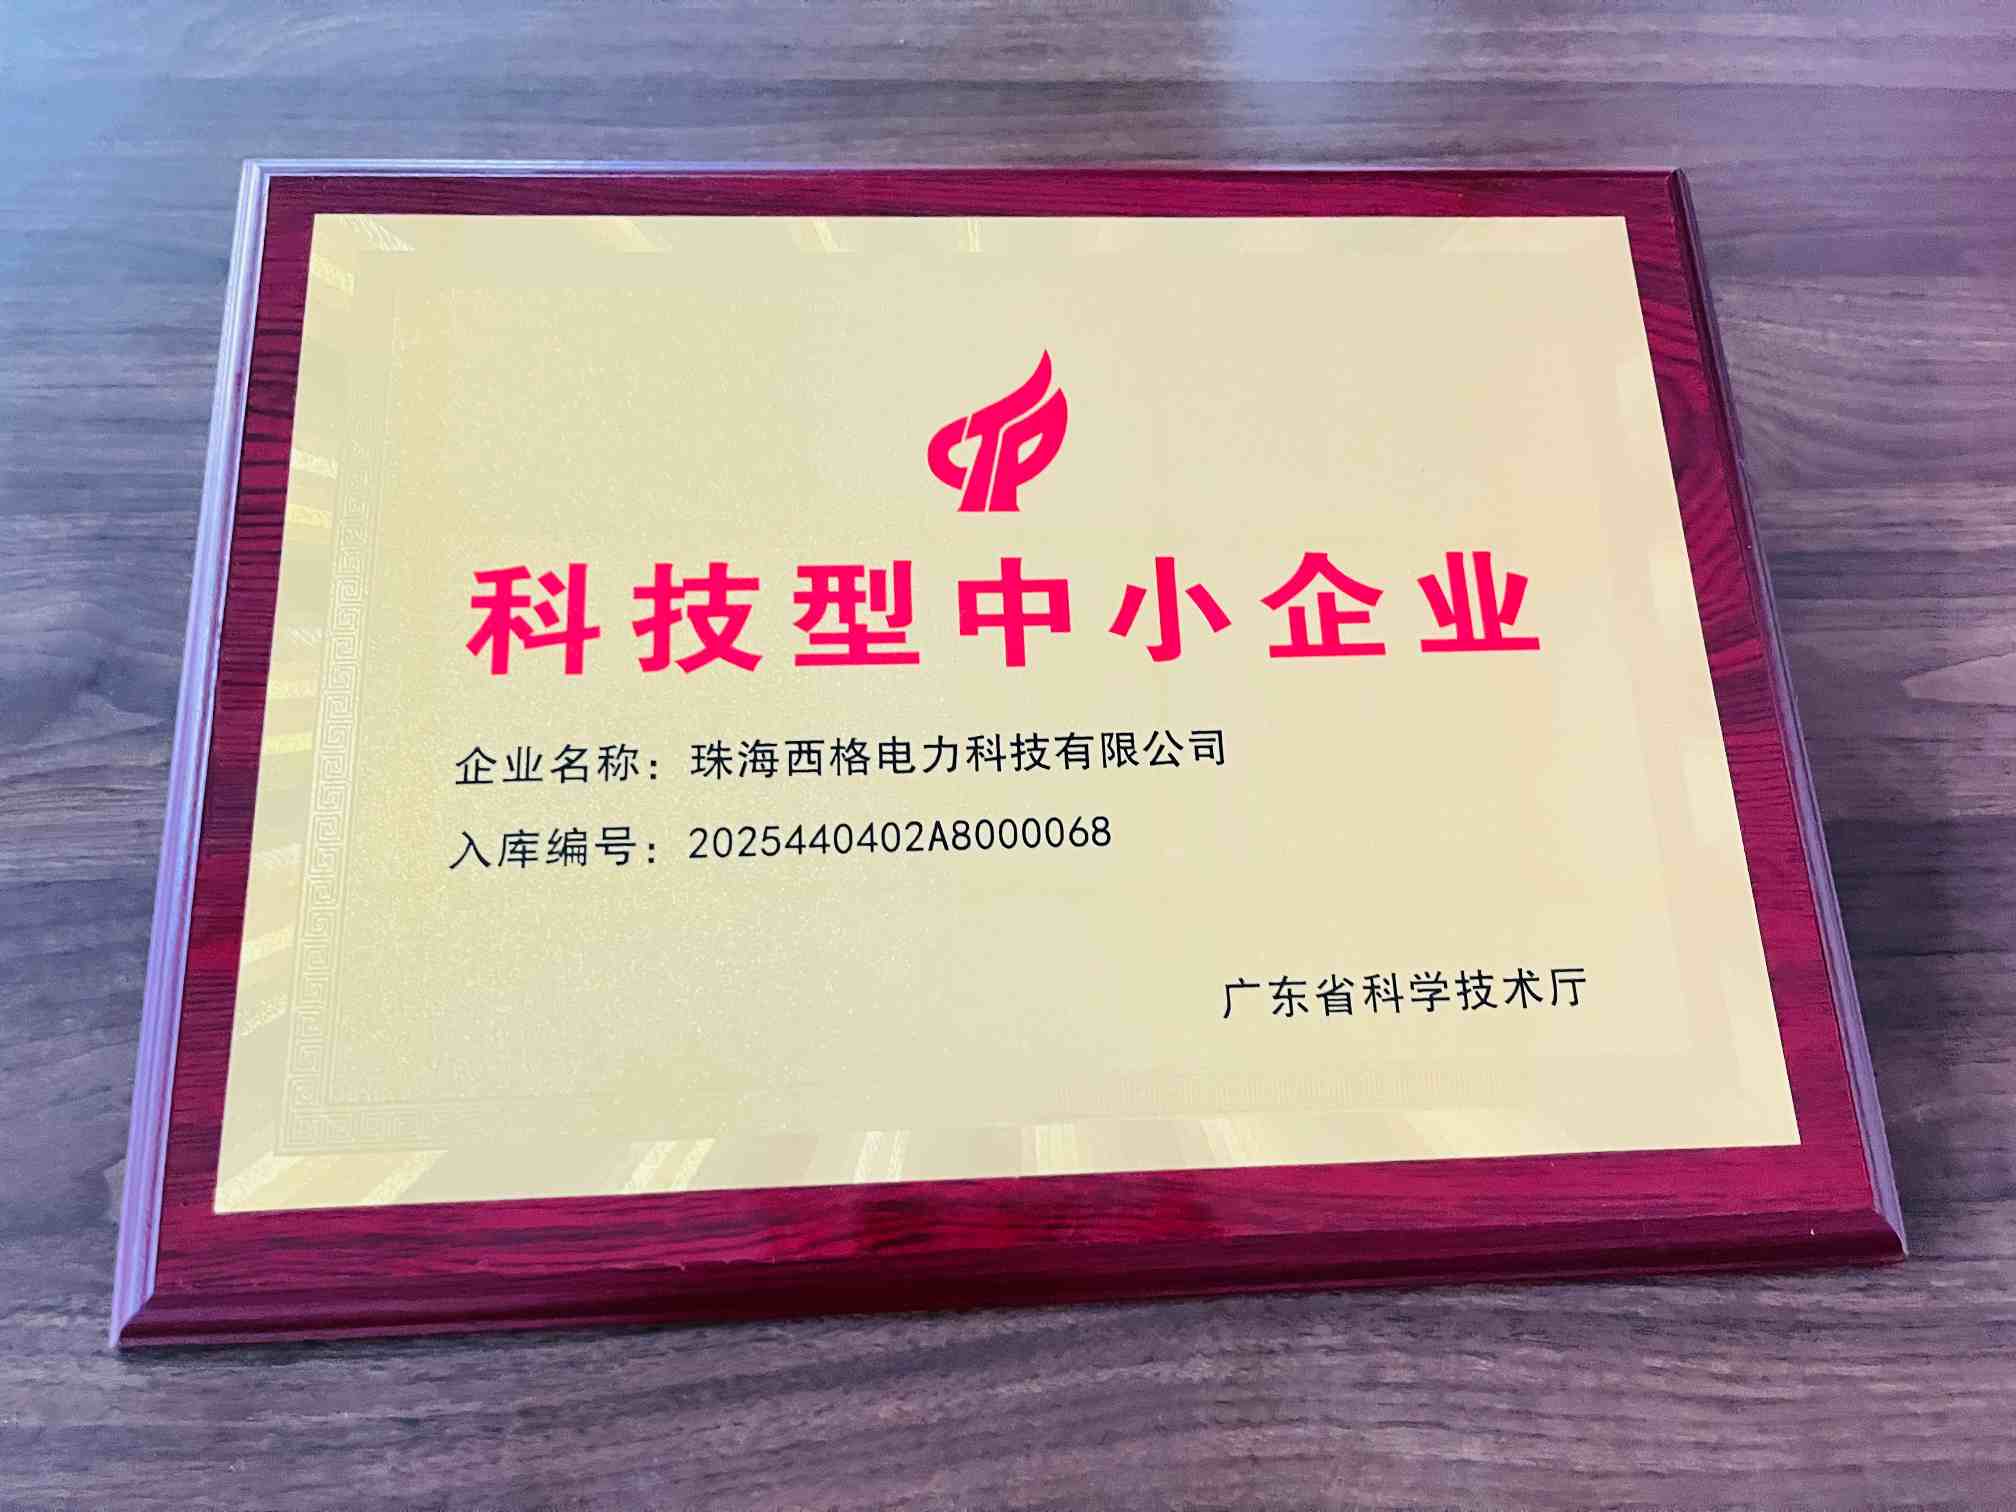 科技型中小企业
企业名称：珠海西格电力科技有限公司
入库编号：2025440402A8000068
广东省科学技术厅